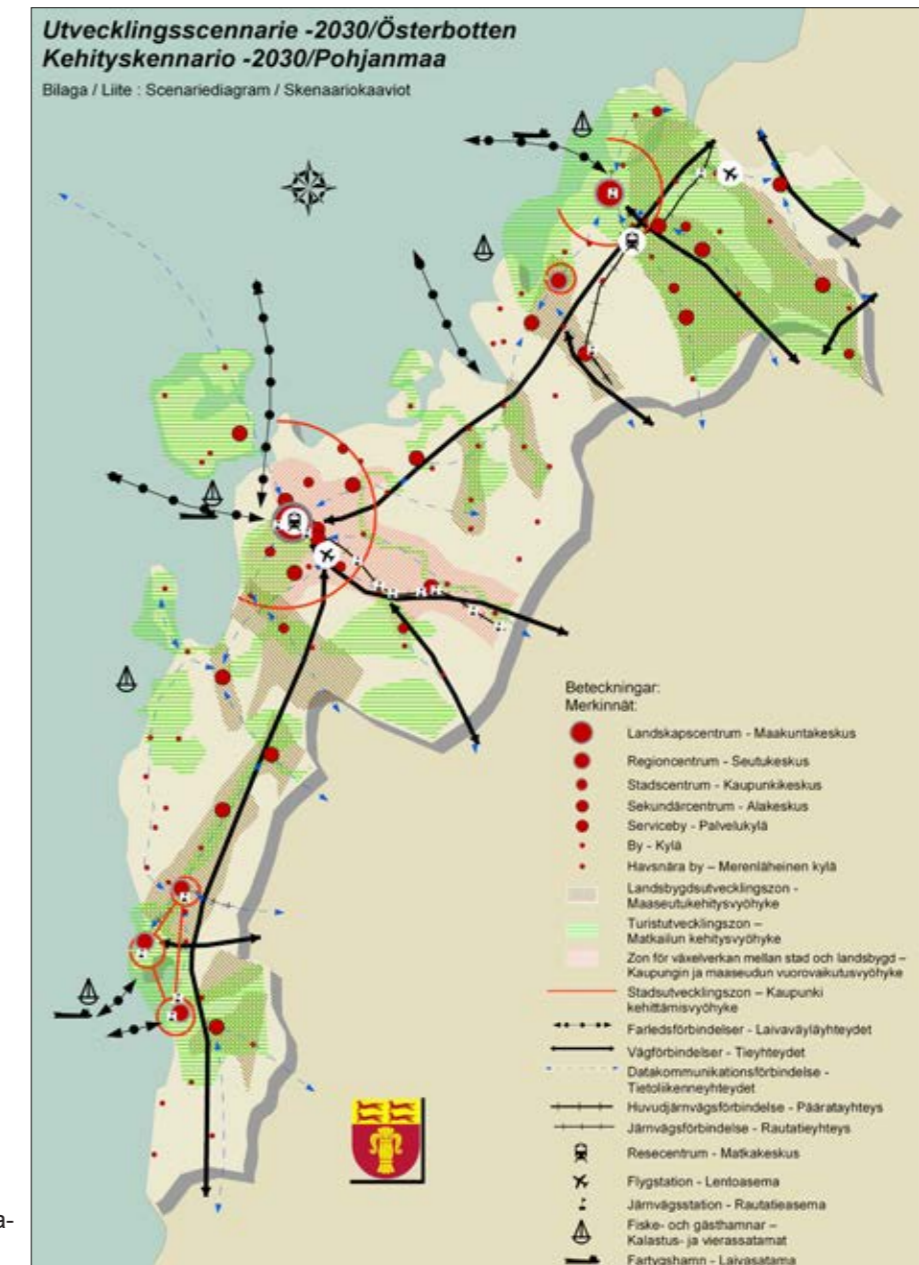 Utvecklingsscennarie -2030/Österbotten
Kehityskennario -2030/Pohjanmaa
Bilaga / Liite : Scenariediagram / Skenaariokaaviot
Beteckningar:
Merkinnät:
Landskapscentrum - Maakuntakeskus
Regioncentrum - Seutukeskus
Stadscentrum - Kaupunkikeskus
Sekundärcentrum - Alakeskus
Serviceby - Palvelukylä
By - Kylä
Havsnära by – Merenläheinen kylä
Landsbygdsutvecklingszon -
Maaseutukehitysvyöhyke
Turistutvecklingszon –
Matkailun kehitysvyöhyke
Zon för växelverkan mellan stad och landsbygd –
Kaupungin ja maaseudun vuorovaikutusvyöhyke
Stadsutvecklingszon – Kaupunki
kehittämisvyöhyke
Farledsförbindelser - Laivaväyläyhteydet
Vägförbindelser - Tieyhteydet
Datakommunikationsförbindelse -
Tietoliikenneyhteydet
Huvudjärnvägsförbindelse - Pääratayhteys
Järnvägsförbindelse - Rautatieyhteys
Resecentrum - Matkakeskus
Flygstation - Lentoasema
Järnvägsstation - Rautatieasema
Fiske- och gästhamnar –
Kalastus- ja vierassatamat
Fartygshamn - Laivasatama
a-